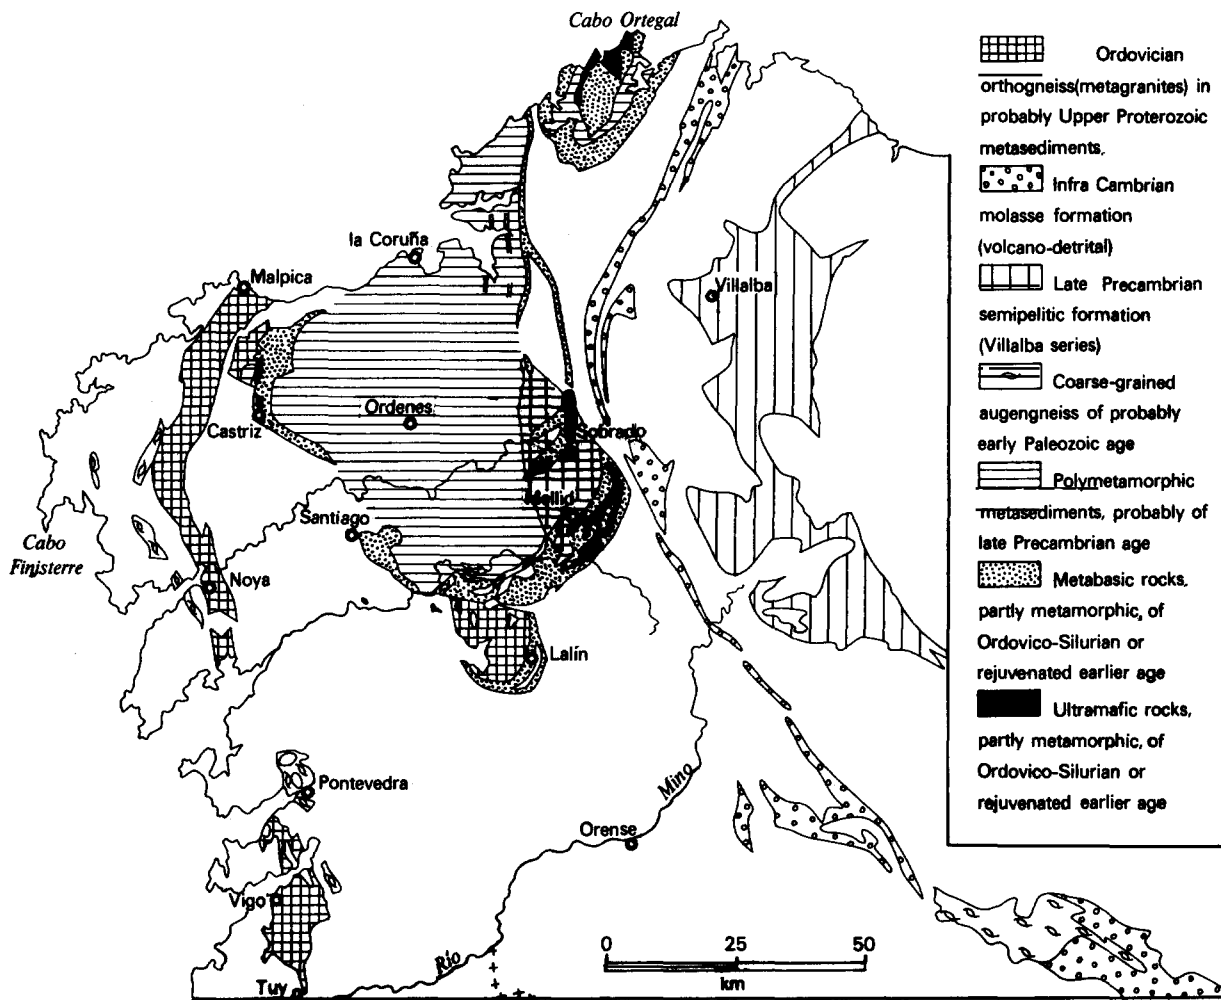 Cabo Ortegal
la Coruña
Malpica
Villalba
Ordenes
Castriz
Sobrado
Mellid
Santiago
Cabo
Finjsterre
Noya
Lalín
Pontevedra
Mino
Orense
Vigo
Rio
Tuy
0 25 50
km
Ordovician
orthogneiss(metagranites) in
probably Upper Proterozoic
metasediments.
Infra Cambrian
molasse formation
(volcano-detrital)
Late Precambrian
semipelitic formation
(Villalba series)
Coarse-grained
augengneiss of probably
early Paleozoic age
Polymetamorphic
metasediments, probably of
late Precambrian age
Metabasic rocks,
partly metamorphic, of
Ordovico-Silurian or
rejuvenated earlier age
Ultramafic rocks,
partly metamorphic, of
Ordovico-Silurian or
rejuvenated earlier age